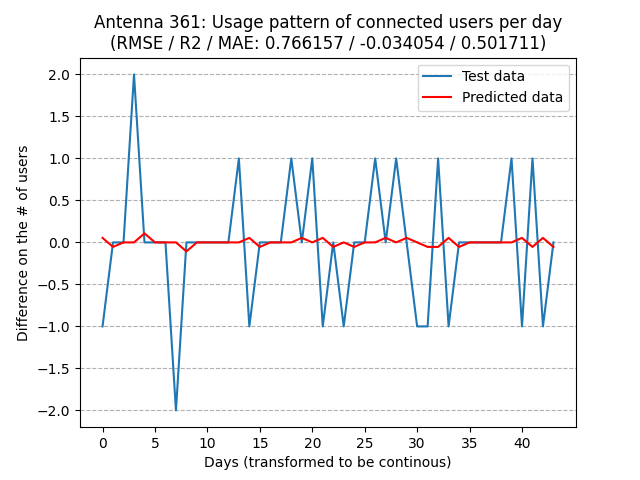 Antenna 361: Usage pattern of connected users per day
(RMSE / R2 / MAE: 0.766157 / -0.034054 / 0.501711)
Test data
Predicted data
Difference on the # of users
2.0
1.5
1.0
0.5
0.0
−0.5
−1.0
−1.5
−2.0
0 5 10 15 20 25 30 35 40
Days (transformed to be continous)